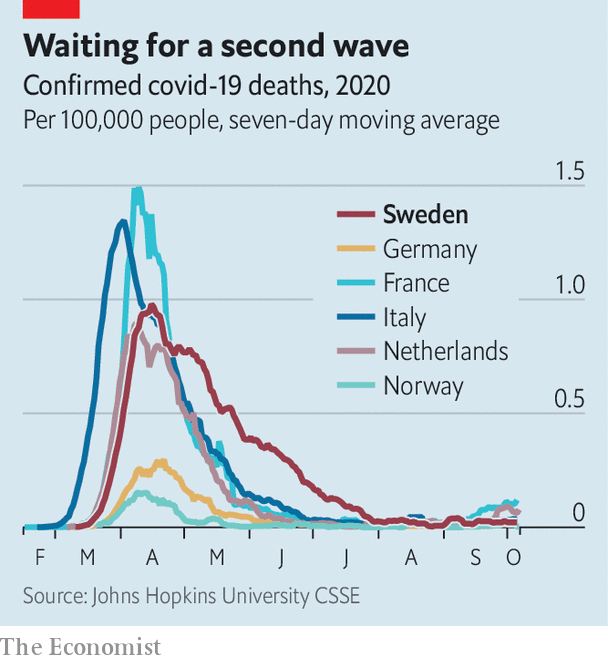 Waiting for a second wave
Confirmed covid-19 deaths, 2020
Per 100,000 people, seven-day moving average
1.5
Sweden
Germany
France
1.0
Italy
Netherlands
Norway
0.5
0
F M A M J J A S O
Source: Johns Hopkins University CSSE
The Economist